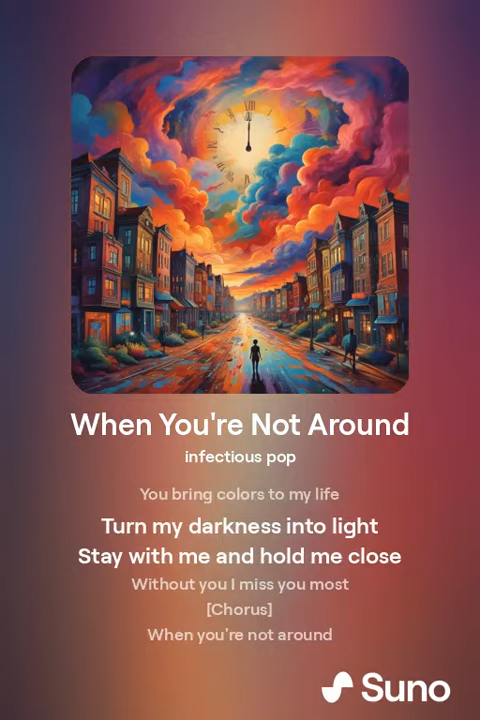 When You're Not Around
infectious pop
You bring colors to my life
Turn my darkness into light
Stay with me and hold me close
Without you I miss you most
[Chorus]
When you're not around
Suno